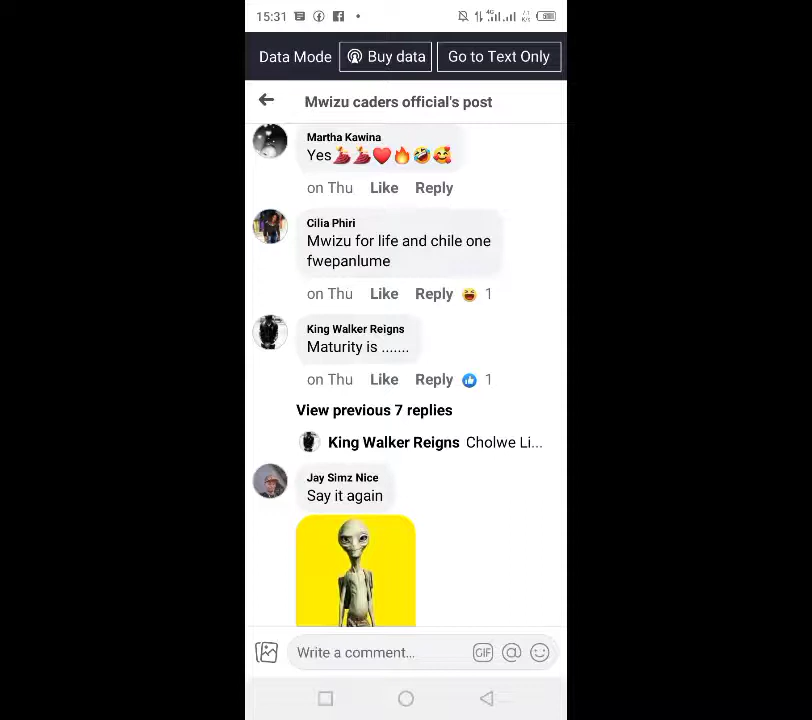 15:31 4G 7.1 K/s
Data Mode Buy data Go to Text Only
Mwizu caders official's post
Martha Kawina
Yes💃💃❤️🔥🤣🥰
on Thu Like Reply
Cilia Phiri
Mwizu for life and chile one
fwepanlume
on Thu Like Reply 😆 1
King Walker Reigns
Maturity is .......
on Thu Like Reply 1
View previous 7 replies
King Walker Reigns Cholwe Li...
Jay Simz Nice
Say it again
Write a comment... GIF @